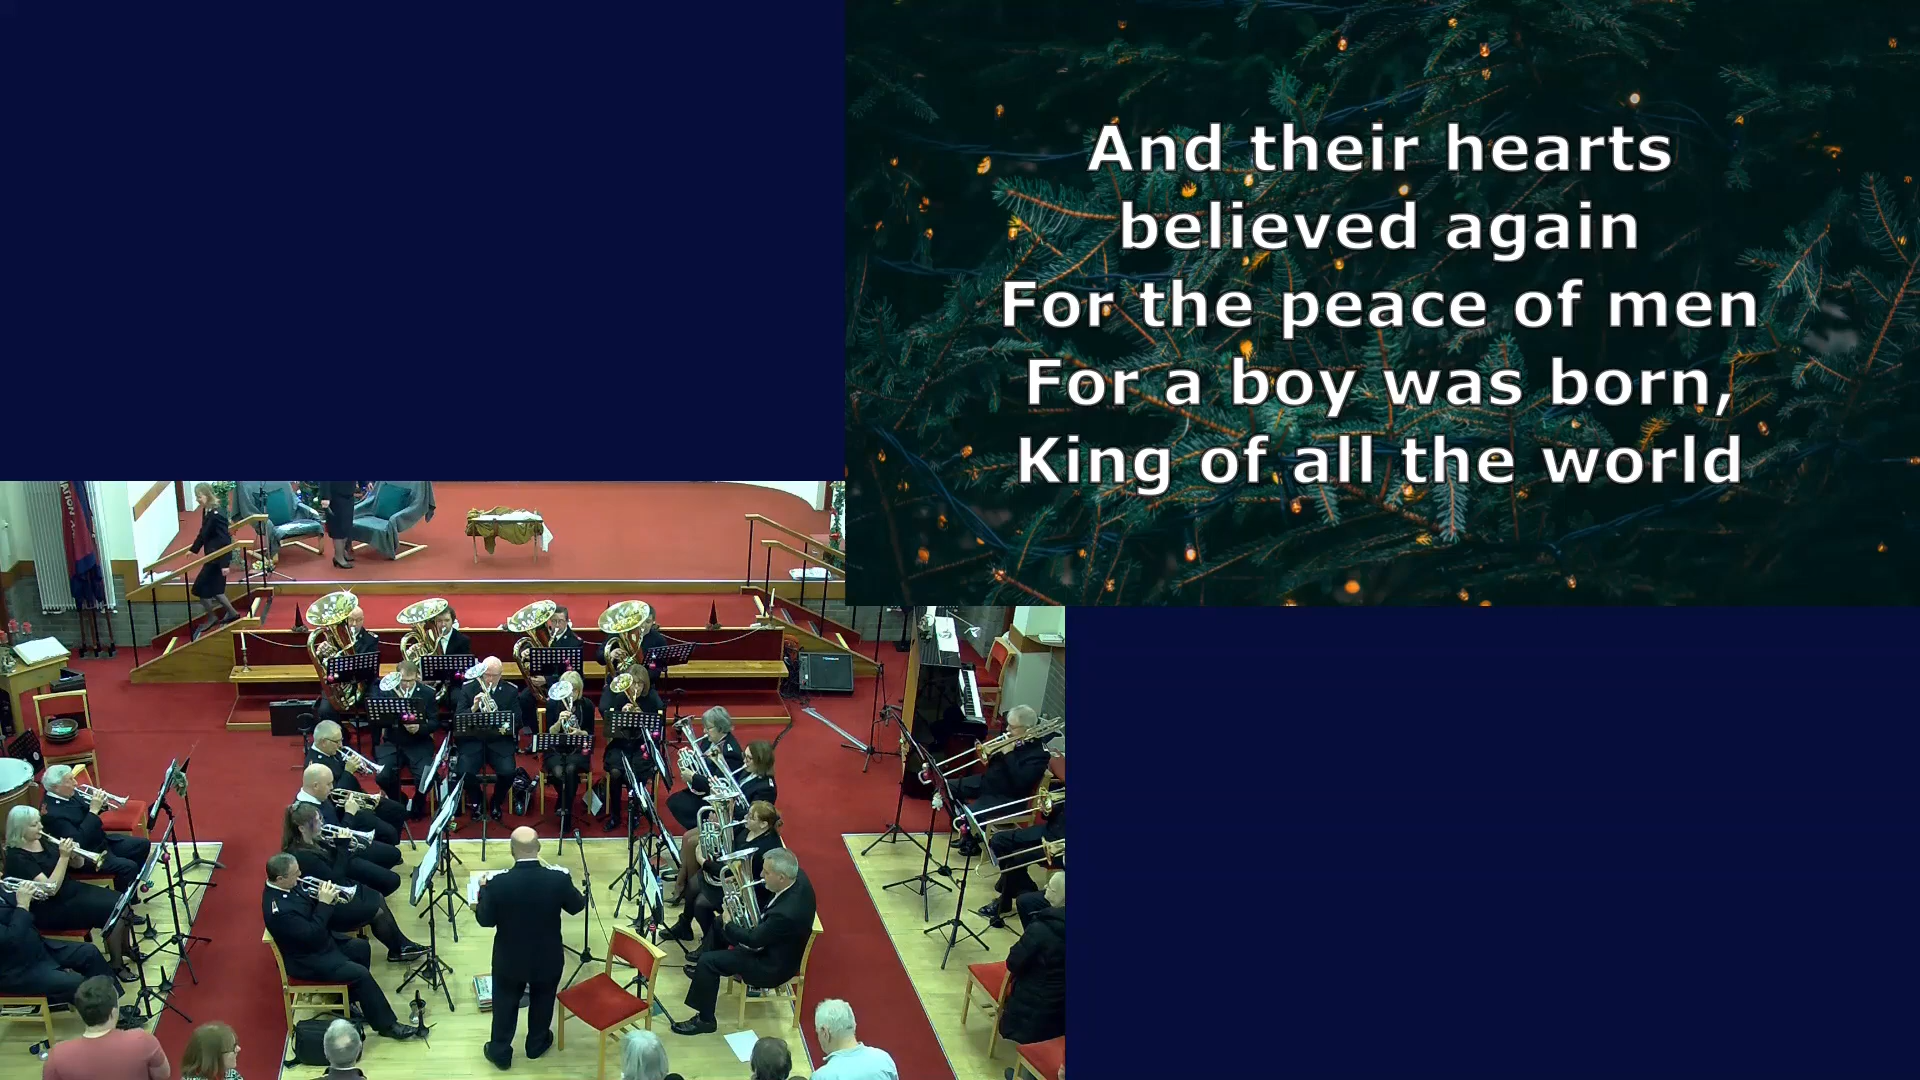 And their hearts
believed again
For the peace of men
For a boy was born,
King of all the world